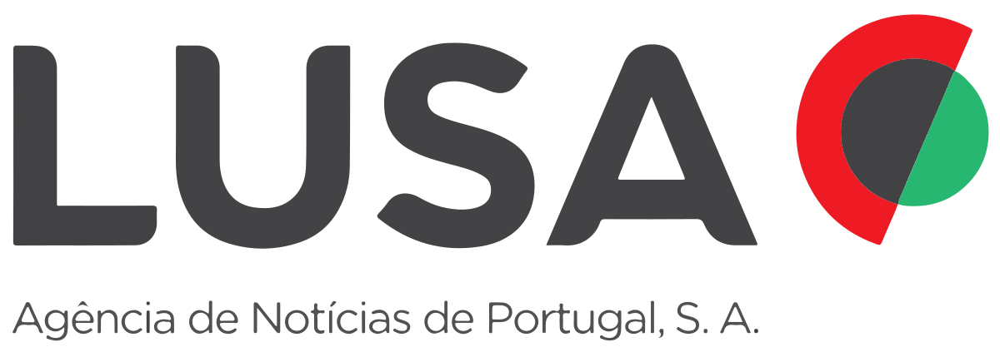 LUSA
Agência de Notícias de Portugal, S. A.